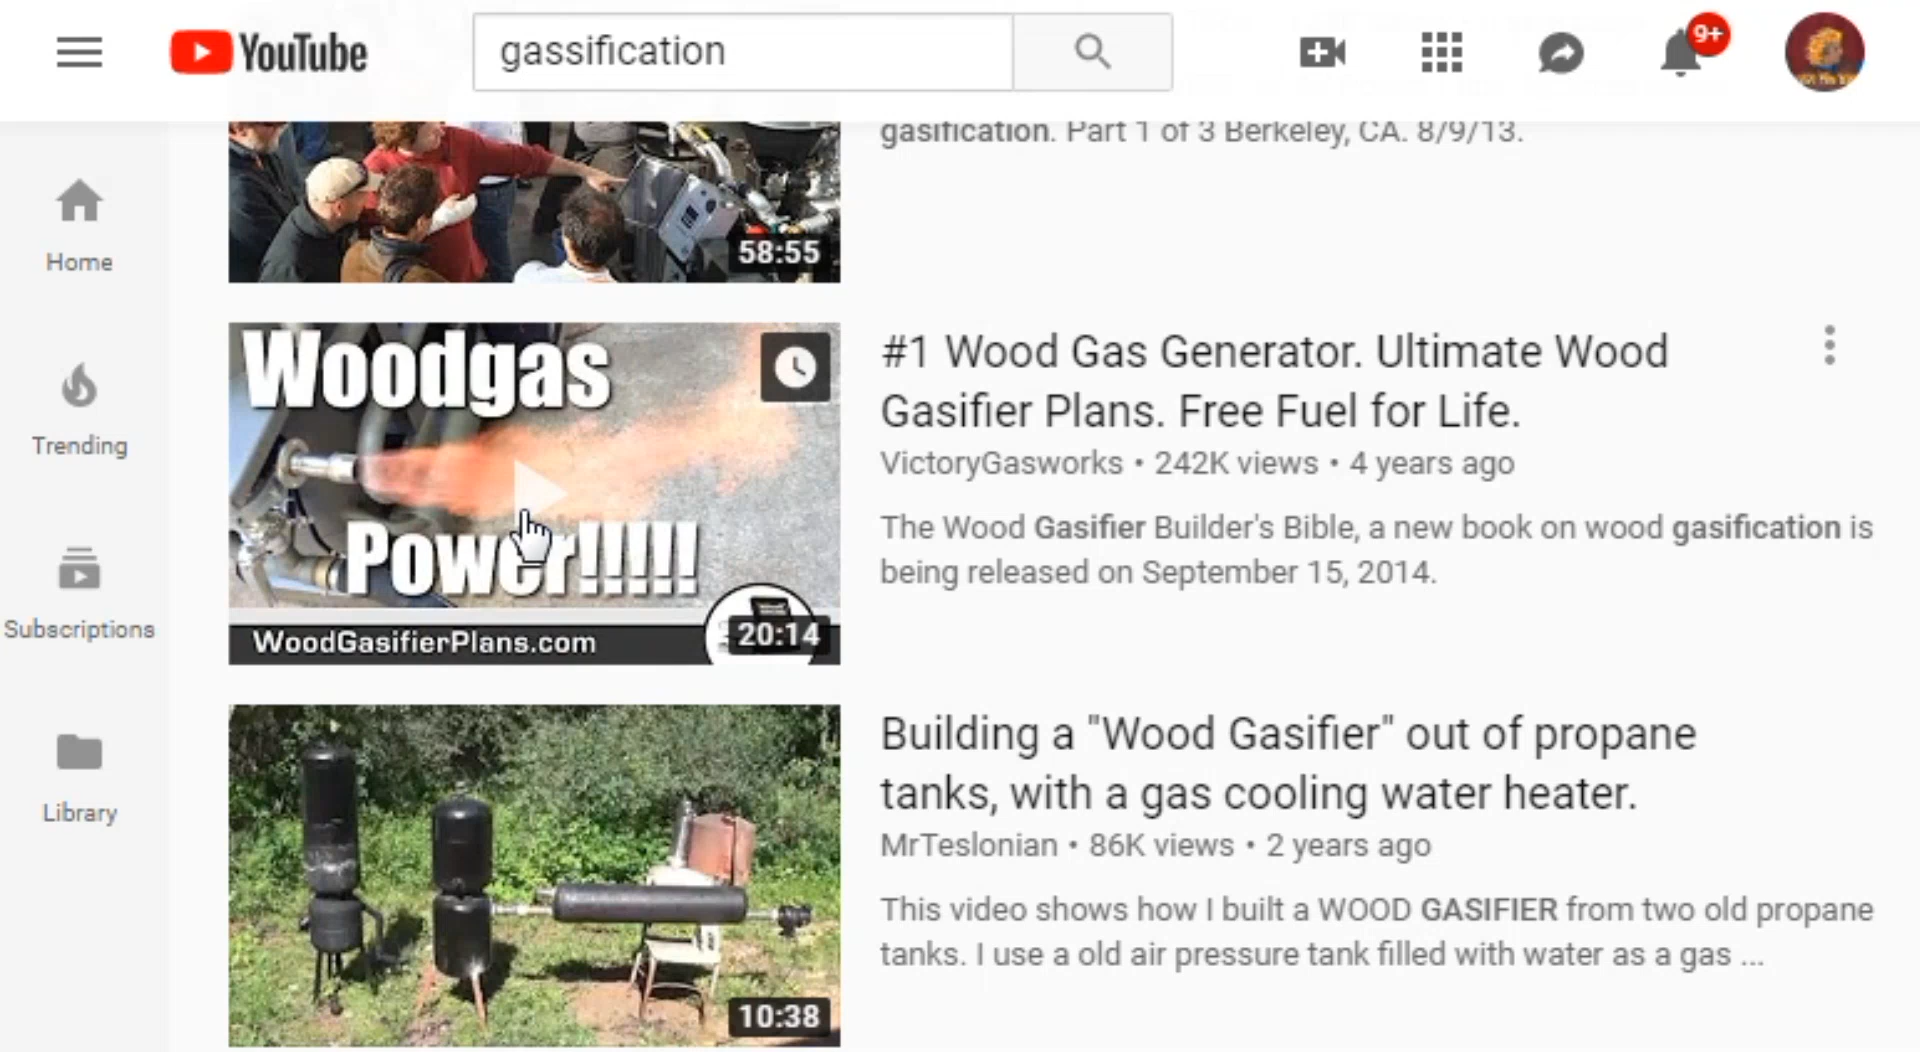 YouTube
gassification
9+
gasification. Part 1 of 3 Berkeley, CA. 8/9/13.
58:55
Home
Trending
Subscriptions
Library
Woodgas
Power!!!!!
WoodGasifierPlans.com
20:14
#1 Wood Gas Generator. Ultimate Wood
Gasifier Plans. Free Fuel for Life.
VictoryGasworks • 242K views • 4 years ago
The Wood Gasifier Builder's Bible, a new book on wood gasification is
being released on September 15, 2014.
10:38
Building a "Wood Gasifier" out of propane
tanks, with a gas cooling water heater.
MrTeslonian • 86K views • 2 years ago
This video shows how I built a WOOD GASIFIER from two old propane
tanks. I use a old air pressure tank filled with water as a gas ...